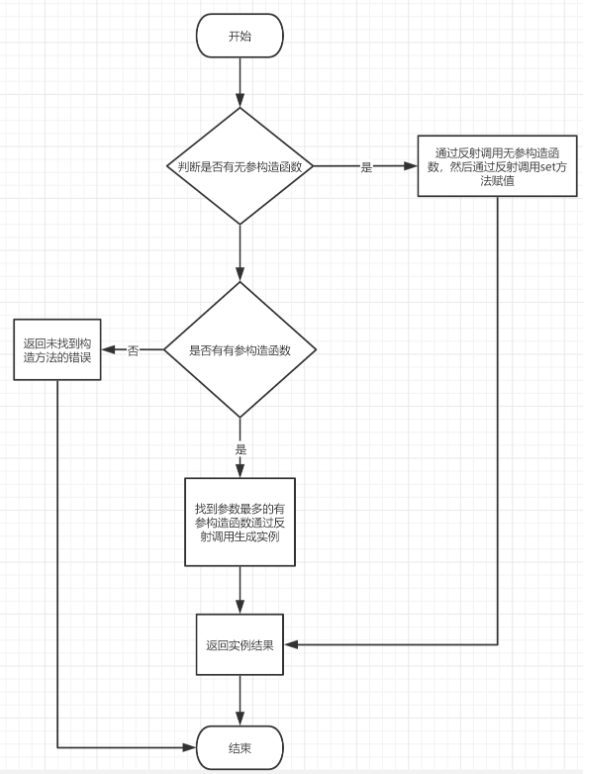 开始
判断是否有无参构造函数
是
通过反射调用无参构造函
数，然后通过反射调用set方
法赋值
返回未找到构
造方法的错误
否
是否有有参构造函数
是
找到参数最多的有
参构造函数通过反
射调用生成实例
返回实例结果
结束